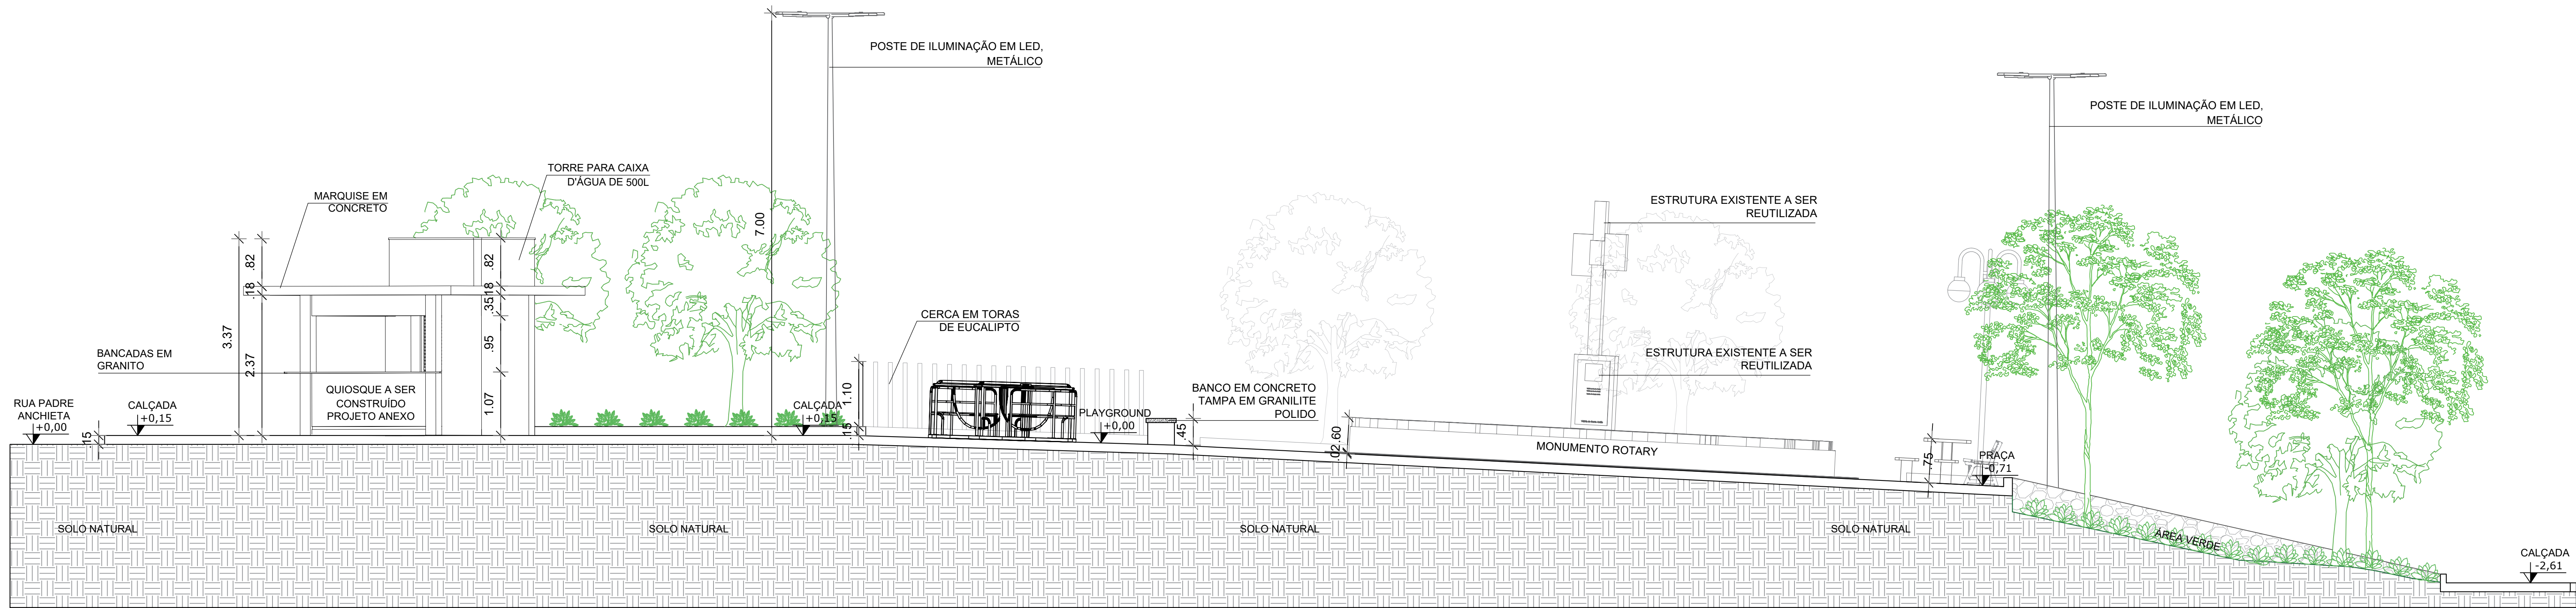 POSTE DE ILUMINAÇÃO EM LED,
METÁLICO
POSTE DE ILUMINAÇÃO EM LED,
METÁLICO
TORRE PARA CAIXA
D'ÁGUA DE 500L
MARQUISE EM
CONCRETO
ESTRUTURA EXISTENTE A SER
REUTILIZADA
7.00
.82
.18
3.37
2.37
.82
.18
.35
.95
1.07
CERCA EM TORAS
DE EUCALIPTO
BANCADAS EM
GRANITO
ESTRUTURA EXISTENTE A SER
REUTILIZADA
QUIOSQUE A SER
CONSTRUÍDO
PROJETO ANEXO
BANCO EM CONCRETO
TAMPA EM GRANILITE
POLIDO
RUA PADRE
ANCHIETA
+0,00
CALÇADA
+0,15
.15
CALÇADA
+0,15
1.10
.15
PLAYGROUND
+0,00
.45
.60
.02
MONUMENTO ROTARY
.75
PRAÇA
-0,71
SOLO NATURAL
SOLO NATURAL
SOLO NATURAL
SOLO NATURAL
ÁREA VERDE
CALÇADA
-2,61